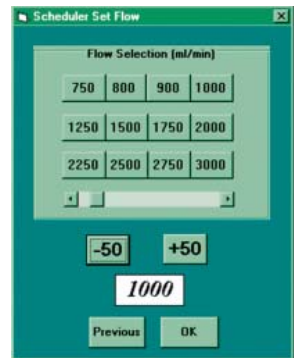 Scheduler Set Flow
Flow Selection (ml/min)
750 800 900 1000
1250 1500 1750 2000
2250 2500 2750 3000
-50 +50
1000
Previous OK